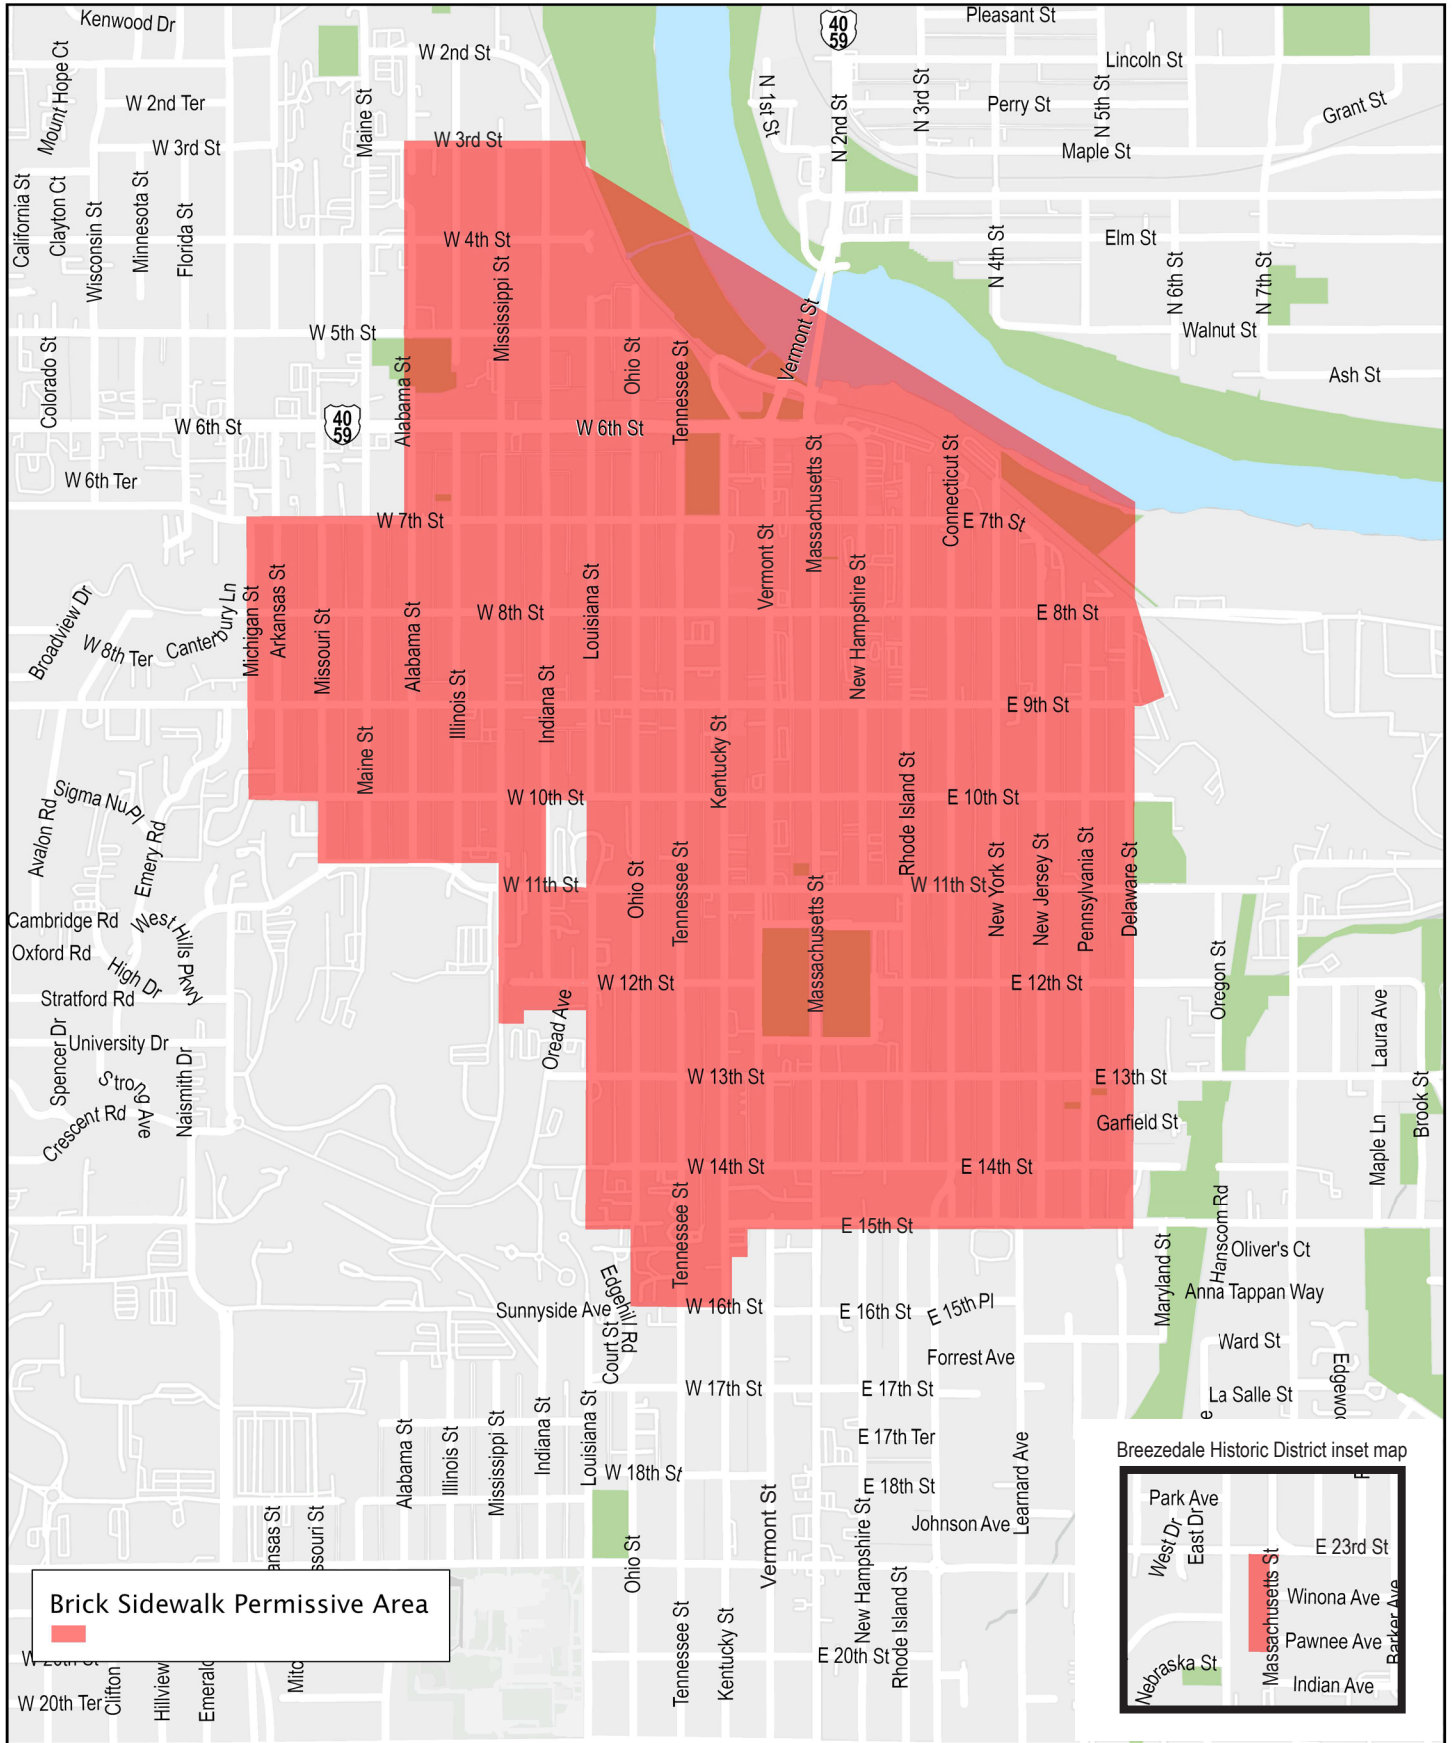 Kenwood Dr
W 2nd St
40
59
Pleasant St
Lincoln St
Mount Hope Ct
W 2nd Ter
Maine St
N 1st St
N 2nd St
N 3rd St
Perry St
N 5th St
Grant St
W 3rd St
W 3rd St
Maple St
California St
Clayton Ct
Wisconsin St
Minnesota St
Florida St
W 4th St
Mississippi St
N 4th St
Elm St
N 6th St
N 7th St
Colorado St
W 5th St
Alabama St
Ohio St
Tennessee St
Vermont St
Walnut St
Ash St
W 6th St
40
59
W 6th St
W 6th Ter
Massachusetts St
Connecticut St
W 7th St
E 7th St
Vermont St
New Hampshire St
Broadview Dr
W 8th Ter
Canterbury Ln
Michigan St
Arkansas St
Missouri St
Alabama St
Illinois St
W 8th St
Indiana St
Louisiana St
E 8th St
E 9th St
Maine St
Kentucky St
Rhode Island St
Sigma Nu Pl
Avalon Rd
Emery Rd
W 10th St
E 10th St
W 11th St
Ohio St
Tennessee St
Massachusetts St
W 11th St
New York St
New Jersey St
Pennsylvania St
Delaware St
Cambridge Rd
West Hills Pkwy
Oxford Rd
High Dr
Stratford Rd
W 12th St
E 12th St
Oregon St
Oread Ave
Laura Ave
University Dr
Spencer Dr
Strong Ave
Naismith Dr
Crescent Rd
W 13th St
E 13th St
Brook St
Garfield St
Maple Ln
W 14th St
E 14th St
Tennessee St
E 15th St
Hanscom Rd
Maryland St
Oliver's Ct
Anna Tappan Way
Edgehill Rd
Sunnyside Ave
Court St
W 16th St
E 16th St
E 15th Pl
Ward St
Forrest Ave
Edgewoo
W 17th St
E 17th St
La Salle St
e
Alabama St
Illinois St
Mississippi St
Indiana St
Louisiana St
E 17th Ter
Learnard Ave
W 18th St
E 18th St
Vermont St
New Hampshire St
Johnson Ave
ansas St
ssouri St
Ohio St
Rhode Island St
Tennessee St
Kentucky St
E 20th St
Brick Sidewalk Permissive Area
W 20th St
W 20th Ter
Clifton
Hillview
Emerald
Mitc
Breezedale Historic District inset map
Park Ave
West Dr
East Dr
E 23rd St
Massachusetts St
Winona Ave
Barker Ave
Pawnee Ave
Nebraska St
Indian Ave